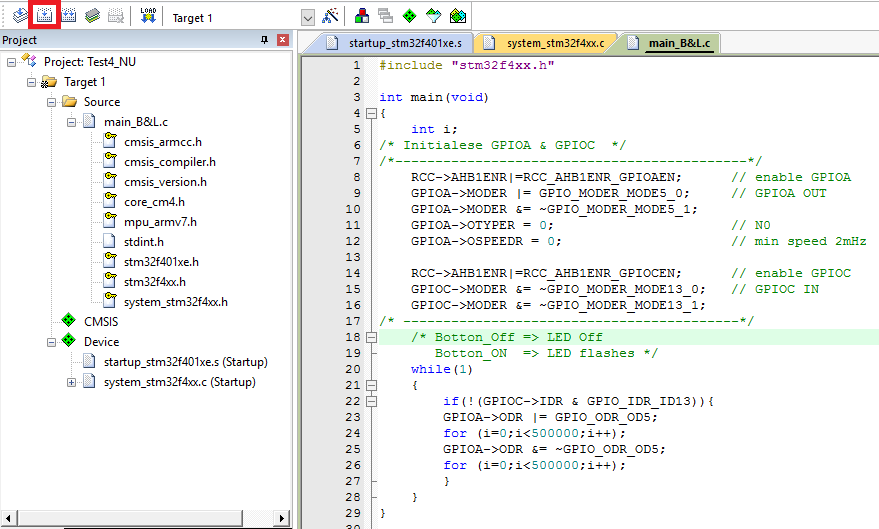 LOAD
Target 1
Project
startup_stm32f401xe.s
system_stm32f4xx.c
main_B&L.c
Project: Test4_NU
Target 1
Source
main_B&L.c
cmsis_armcc.h
cmsis_compiler.h
cmsis_version.h
core_cm4.h
mpu_armv7.h
stdint.h
stm32f401xe.h
stm32f4xx.h
system_stm32f4xx.h
CMSIS
Device
startup_stm32f401xe.s (Startup)
system_stm32f4xx.c (Startup)
1 #include "stm32f4xx.h"
2
3 int main(void)
4 {
5 int i;
6 /* Initialese GPIOA & GPIOC */
7 /*--------------------------------------------*/
8 RCC->AHB1ENR|=RCC_AHB1ENR_GPIOAEN; // enable GPIOA
9 GPIOA->MODER |= GPIO_MODER_MODE5_0; // GPIOA OUT
10 GPIOA->MODER &= ~GPIO_MODER_MODE5_1;
11 GPIOA->OTYPER = 0; // N0
12 GPIOA->OSPEEDR = 0; // min speed 2mHz
13
14 RCC->AHB1ENR|=RCC_AHB1ENR_GPIOCEN; // enable GPIOC
15 GPIOC->MODER &= ~GPIO_MODER_MODE13_0; // GPIOC IN
16 GPIOC->MODER &= ~GPIO_MODER_MODE13_1;
17 /* ------------------------------------------*/
18 /* Botton_Off => LED Off
19 Botton_ON => LED flashes */
20 while(1)
21 {
22 if(!(GPIOC->IDR & GPIO_IDR_ID13)){
23 GPIOA->ODR |= GPIO_ODR_OD5;
24 for (i=0;i<500000;i++);
25 GPIOA->ODR &= ~GPIO_ODR_OD5;
26 for (i=0;i<500000;i++);
27 }
28 }
29 }
30